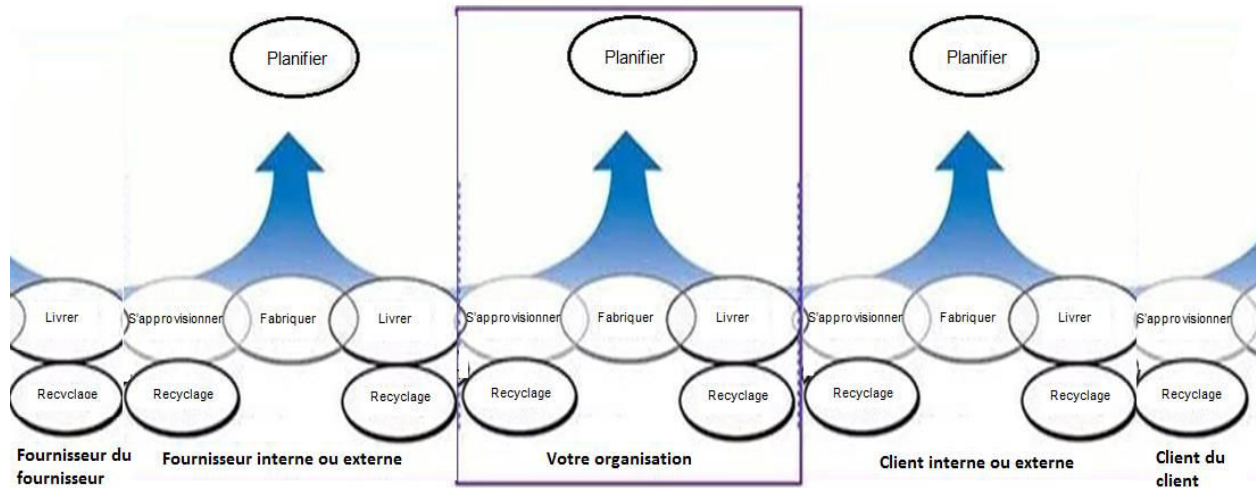 Planifier
Planifier
Planifier
Livrer
S'approvisionner
Fabriquer
Livrer
S'approvisionner
Fabriquer
Livrer
S'approvisionner
Fabriquer
Livrer
S'approvisionner
Recyclage
Recyclage
Recyclage
Recyclage
Recyclage
Recyclage
Recyclage
Recyclage
Fournisseur du
fournisseur
Fournisseur interne ou externe
Votre organisation
Client interne ou externe
Client du
client